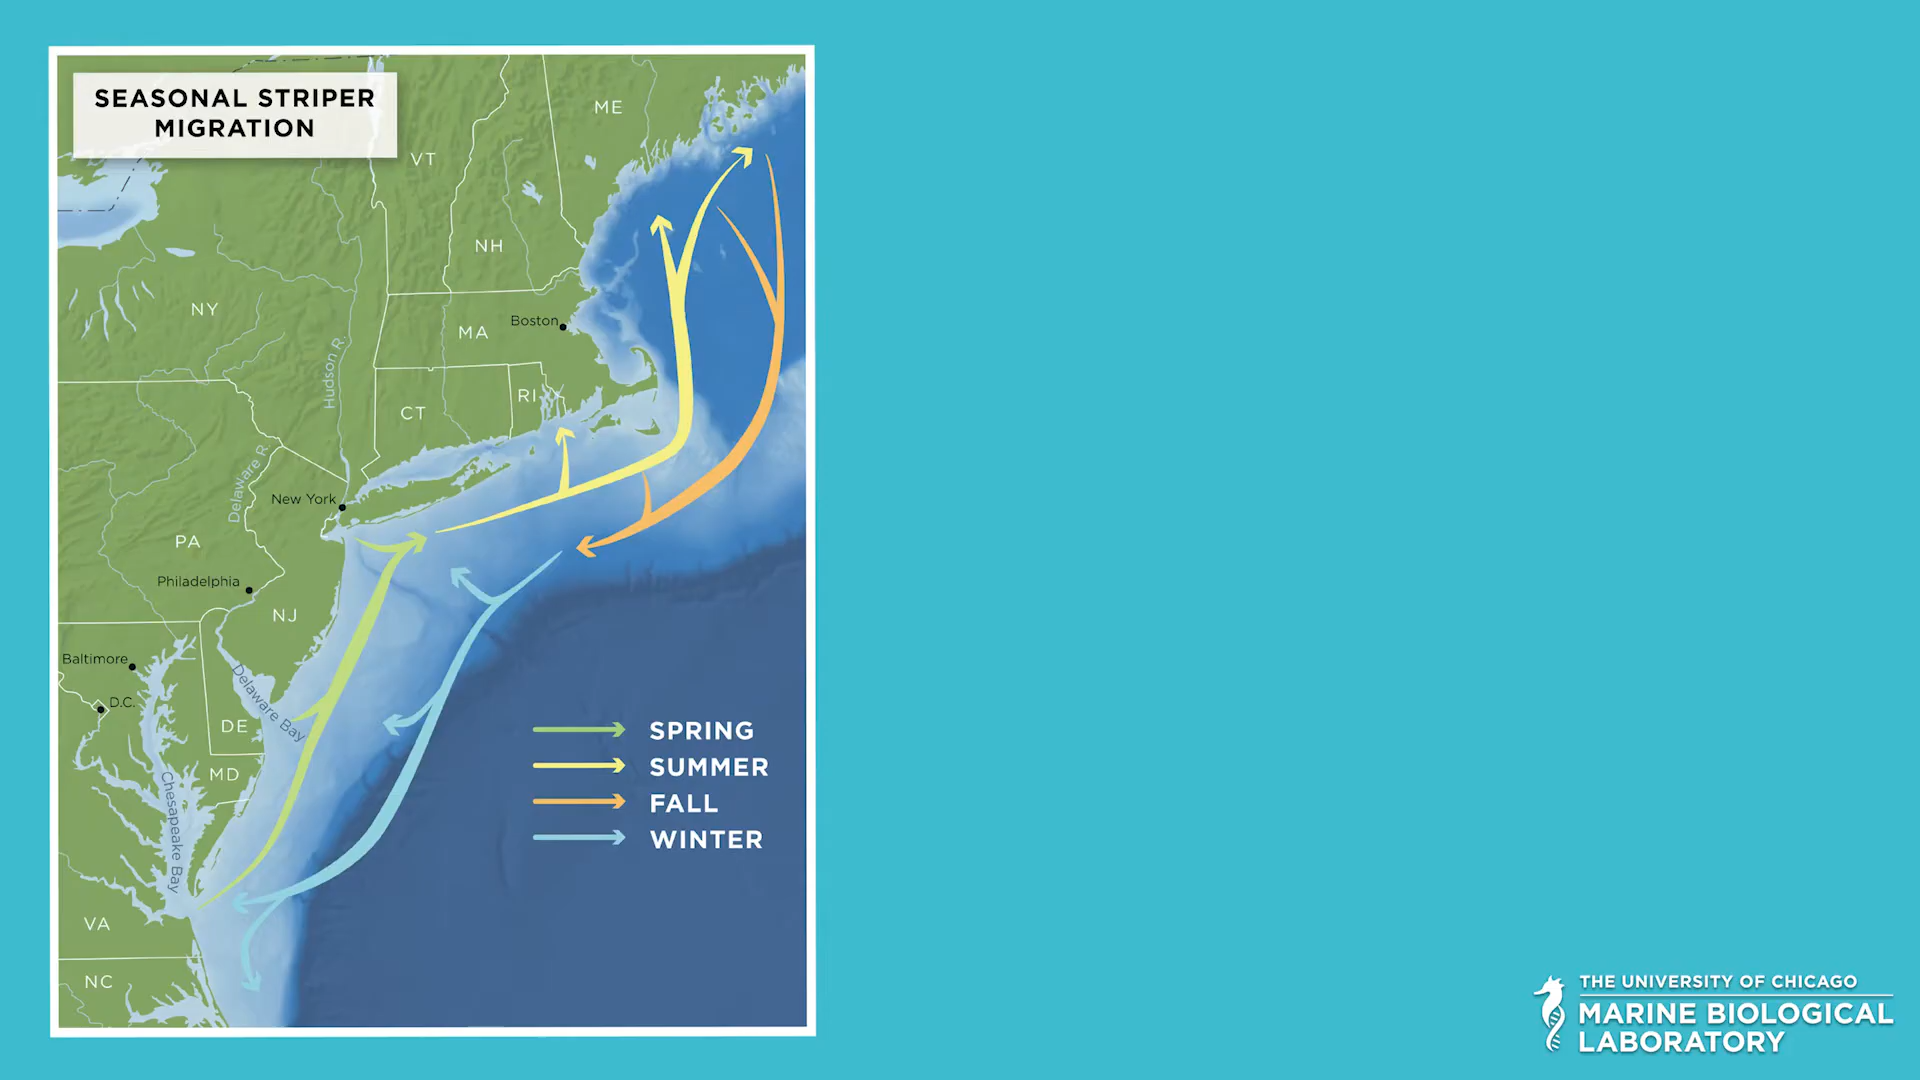 SEASONAL STRIPER
MIGRATION
ME
VT
NH
NY
Boston
MA
Hudson R.
RI
CT
Delaware R.
New York
PA
Philadelphia
NJ
Baltimore
D.C.
Delaware Bay
DE
MD
Chesapeake Bay
VA
NC
SPRING
SUMMER
FALL
WINTER
THE UNIVERSITY OF CHICAGO
MARINE BIOLOGICAL
LABORATORY